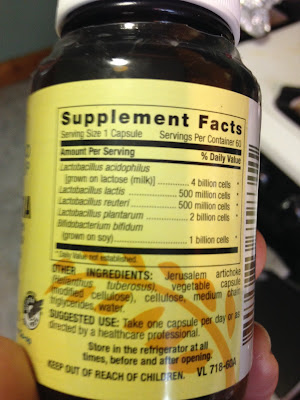 Supplement Facts
Serving Size 1 Capsule Servings Per Container 60
Amount Per Serving % Daily Value
Lactobacillus acidophilus
(grown on lactose (milk)) ........ 4 billion cells *
Lactobacillus lactis ........ 500 million cells *
Lactobacillus reuteri ........ 500 million cells *
Lactobacillus plantarum ........ 2 billion cells *
Bifidobacterium bifidum
(grown on soy) ........ 1 billion cells *
* Daily Value not established.
OTHER INGREDIENTS: Jerusalem artichoke
(Helianthus tuberosus), vegetable capsule
(modified cellulose), cellulose, medium chain
triglycerides, water.
SUGGESTED USE: Take one capsule per day or as
directed by a healthcare professional.
Store in the refrigerator at all
times, before and after opening.
KEEP OUT OF REACH OF CHILDREN. VL 718-60A